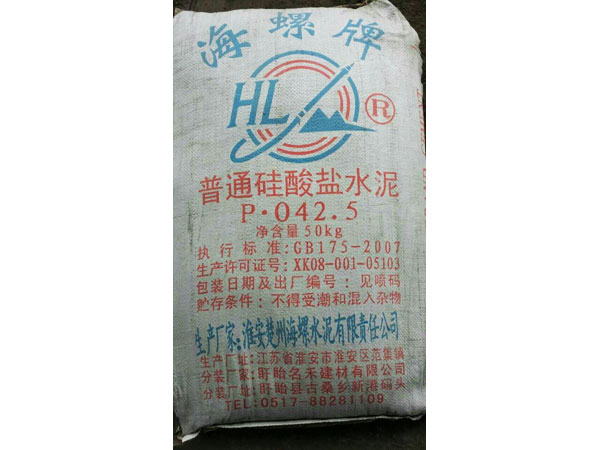 海螺牌
HL
®
普通硅酸盐水泥
P·O42.5
净含量50kg
执行标准:GB175-2007
生产许可证号:XK08-001-05103
包装日期及出厂编号:见喷码
贮存条件:不得受潮和混入杂物
生产厂家:淮安楚州海螺水泥有限责任公司
生产厂址:江苏省淮安市淮安区范集镇
分装厂家:盱眙名禾建材有限公司
分装厂址:盱眙县古桑乡新港码头
TEL:0517-88281109